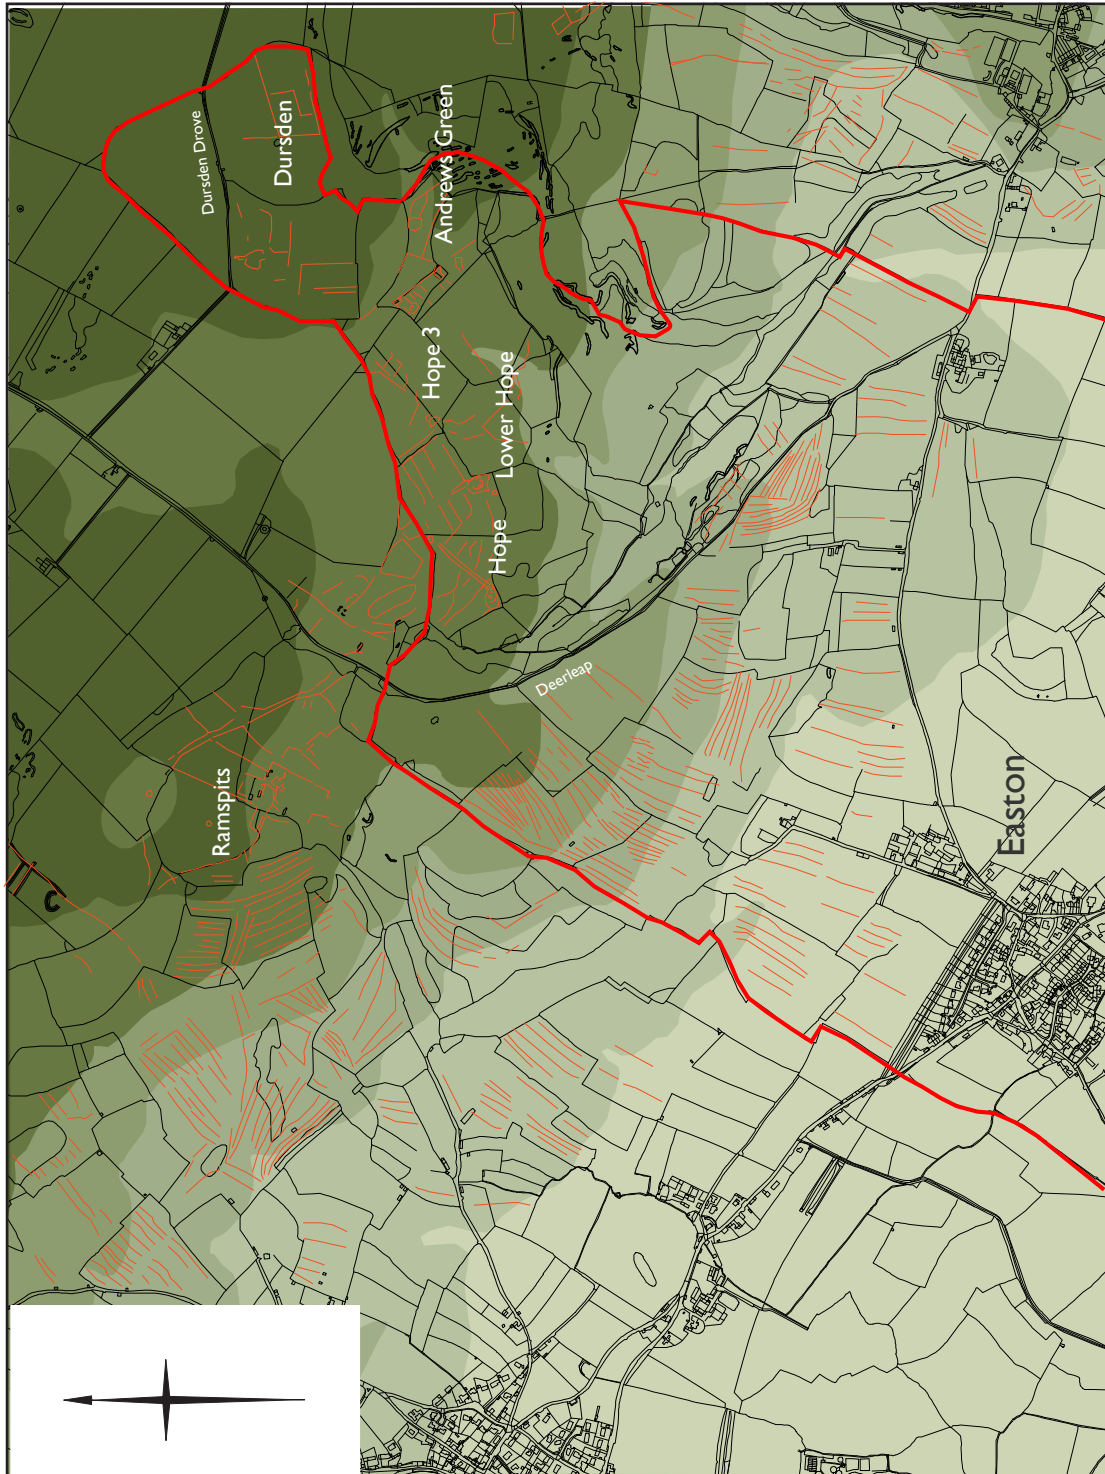 Dursden Drove
Dursden
Andrews Green
Hope 3
Lower Hope
Hope
Deerleap
Ramspits
Easton